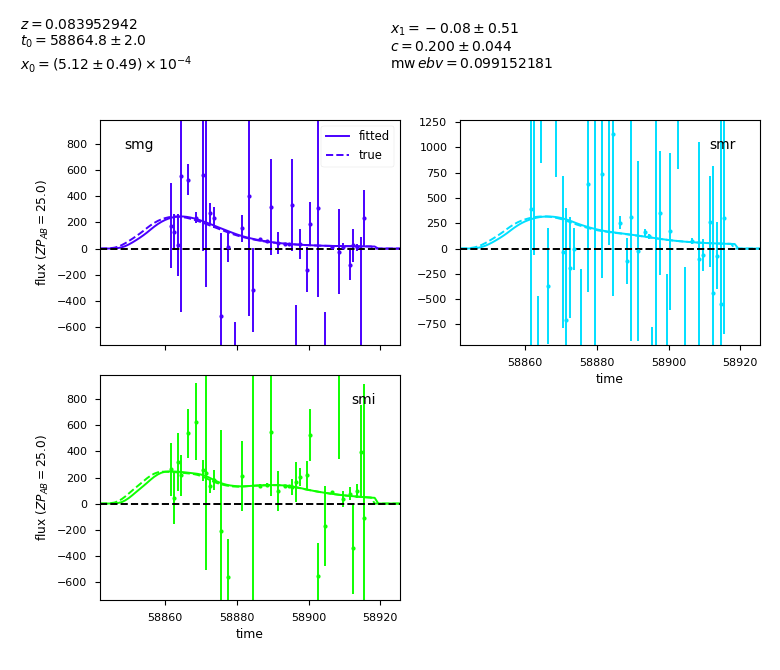 z = 0.083952942
t₀ = 58864.8 ± 2.0
x₀ = (5.12 ± 0.49) × 10⁻⁴
x₁ = −0.08 ± 0.51
c = 0.200 ± 0.044
mw ebv = 0.099152181
smg
fitted
true
800
600
400
200
0
−200
−400
−600
flux (ZP_AB = 25.0)
smr
1250
1000
750
500
250
0
−250
−500
−750
58860 58880 58900 58920
time
smi
800
600
400
200
0
−200
−400
−600
flux (ZP_AB = 25.0)
58860 58880 58900 58920
time